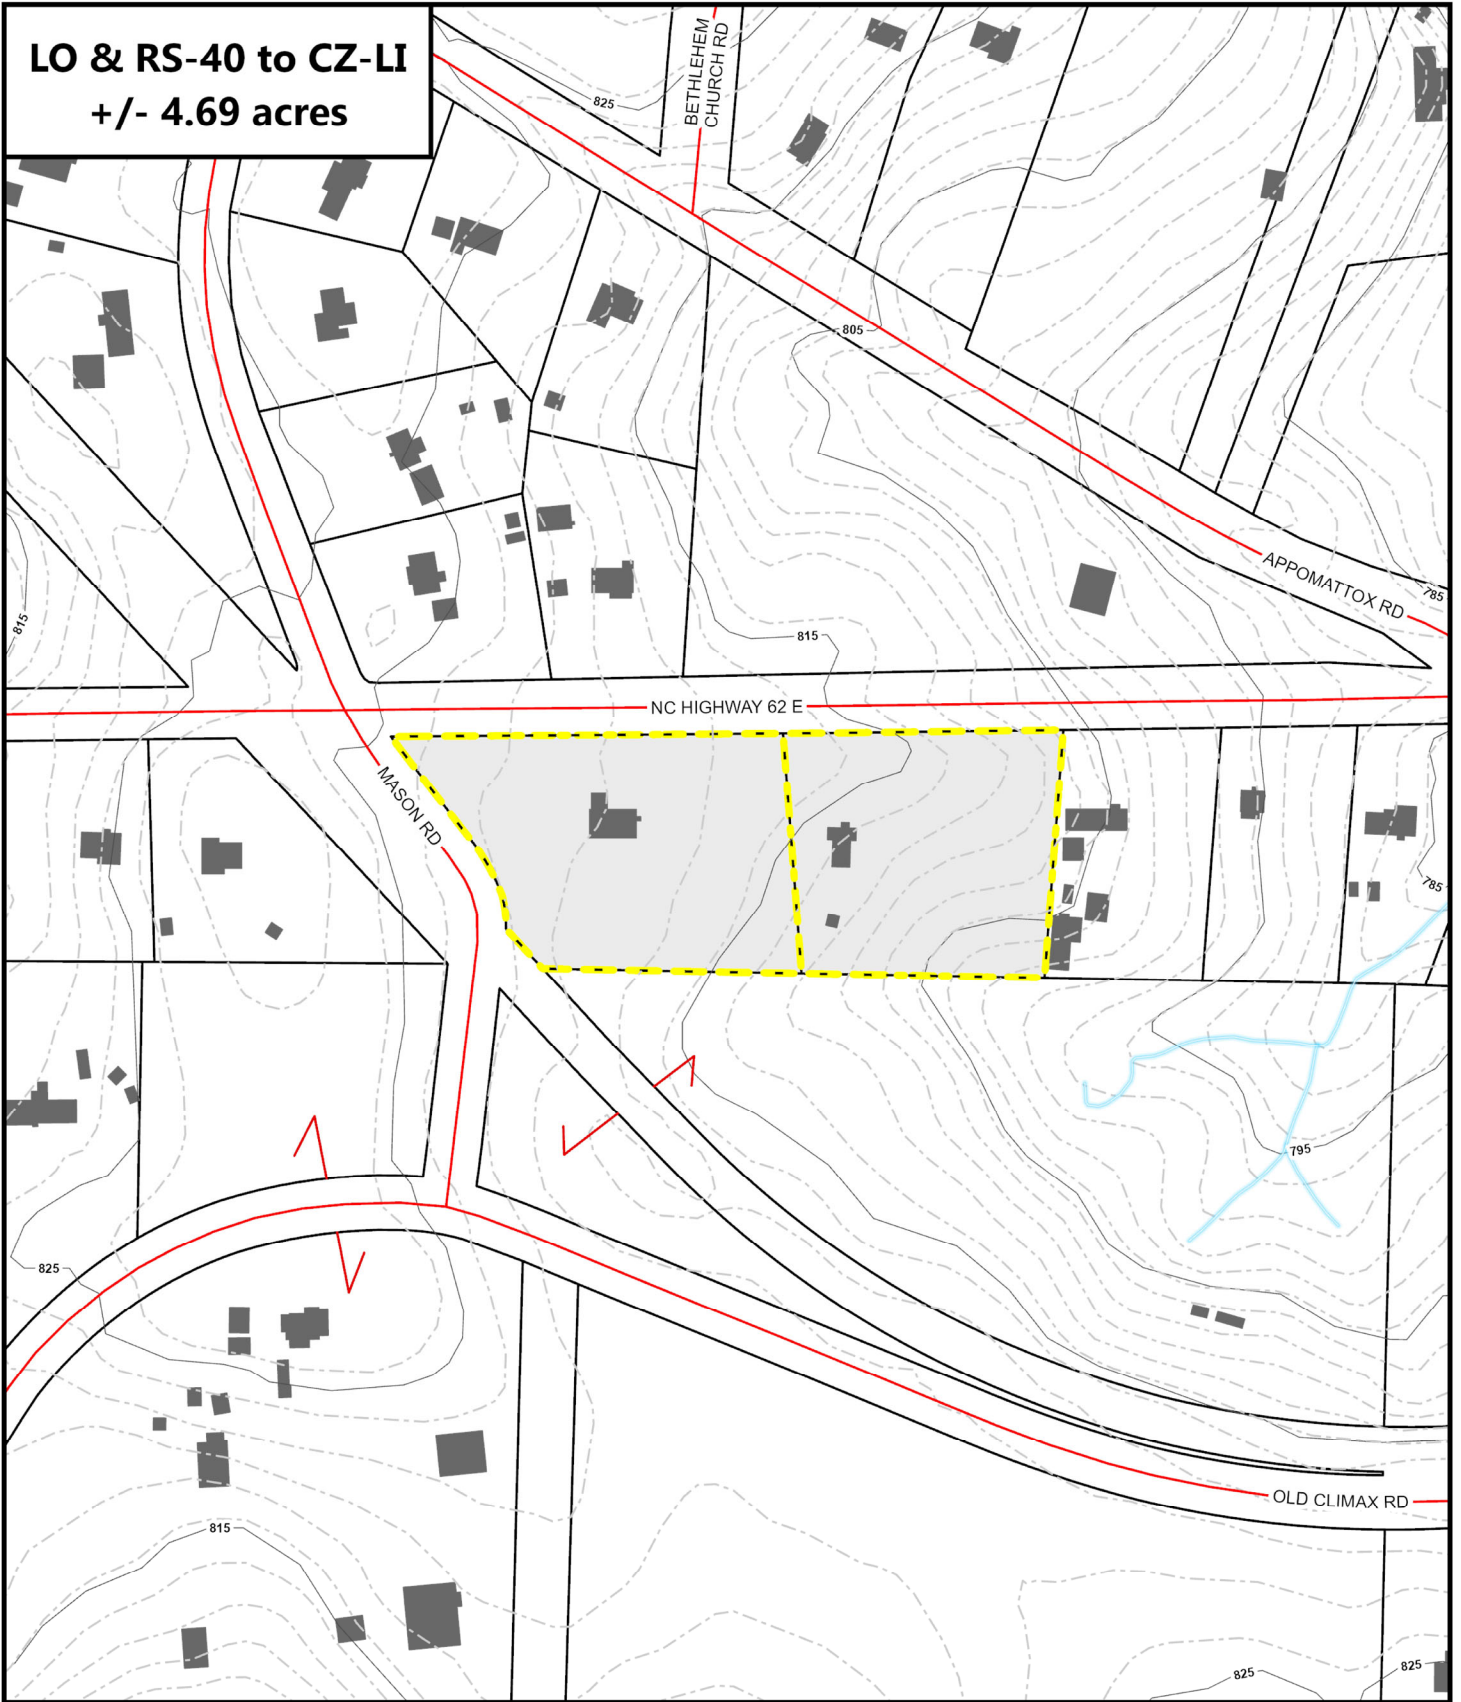 LO & RS-40 to CZ-LI
+/- 4.69 acres
BETHLEHEM
CHURCH RD
825
805
APPOMATTOX RD
785
815
815
NC HIGHWAY 62 E
MASON RD
785
795
825
OLD CLIMAX RD
815
825
825